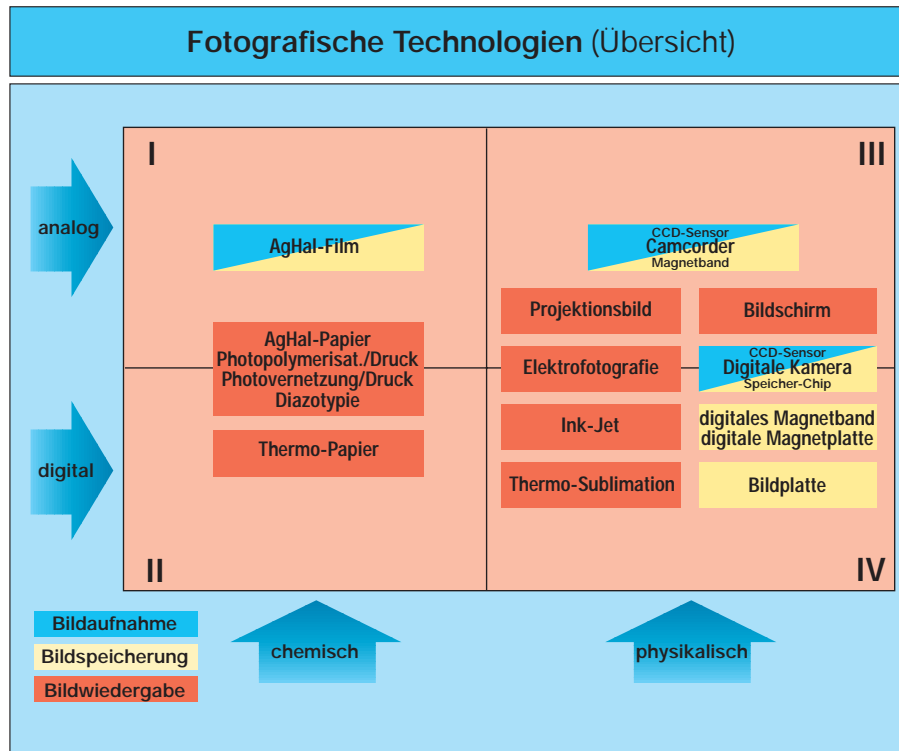 Fotografische Technologien (Übersicht)
I
III
analog
AgHal-Film
CCD-Sensor
Camcorder
Magnetband
Projektionsbild
Bildschirm
AgHal-Papier
Photopolymerisat./Druck
Photovernetzung/Druck
Diazotypie
Elektrofotografie
CCD-Sensor
Digitale Kamera
Speicher-Chip
digital
Thermo-Papier
Ink-Jet
digitales Magnetband
digitale Magnetplatte
Thermo-Sublimation
Bildplatte
II
IV
Bildaufnahme
Bildspeicherung
Bildwiedergabe
chemisch
physikalisch